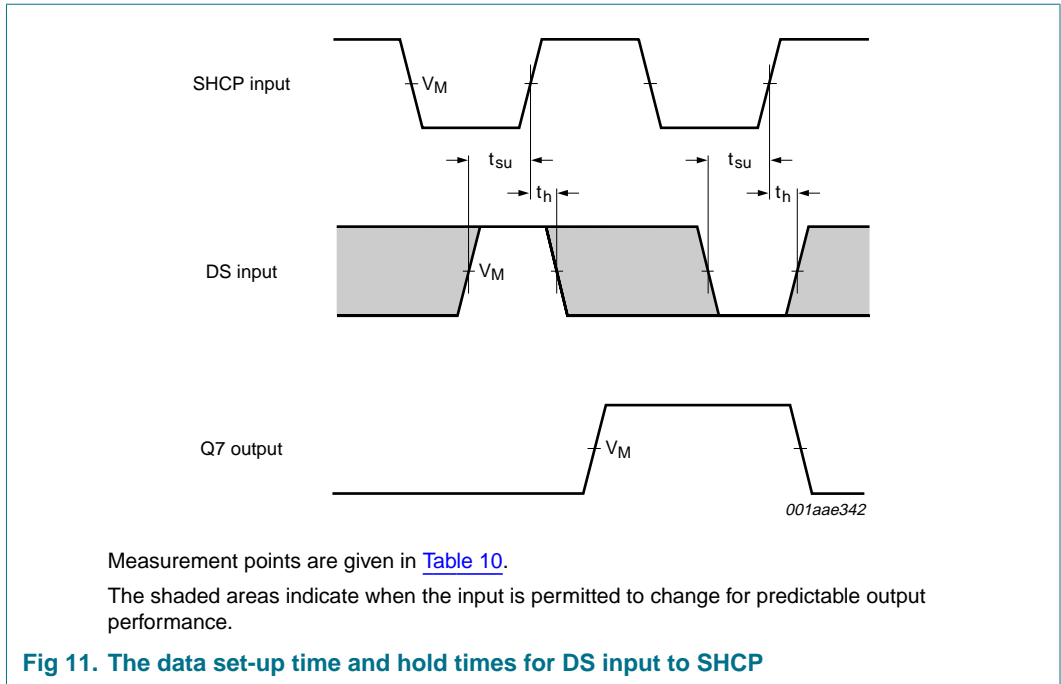 SHCP input
VM
tsu
tsu
th
th
DS input
VM
Q7 output
VM
001aae342
Measurement points are given in Table 10.
The shaded areas indicate when the input is permitted to change for predictable output
performance.
Fig 11. The data set-up time and hold times for DS input to SHCP